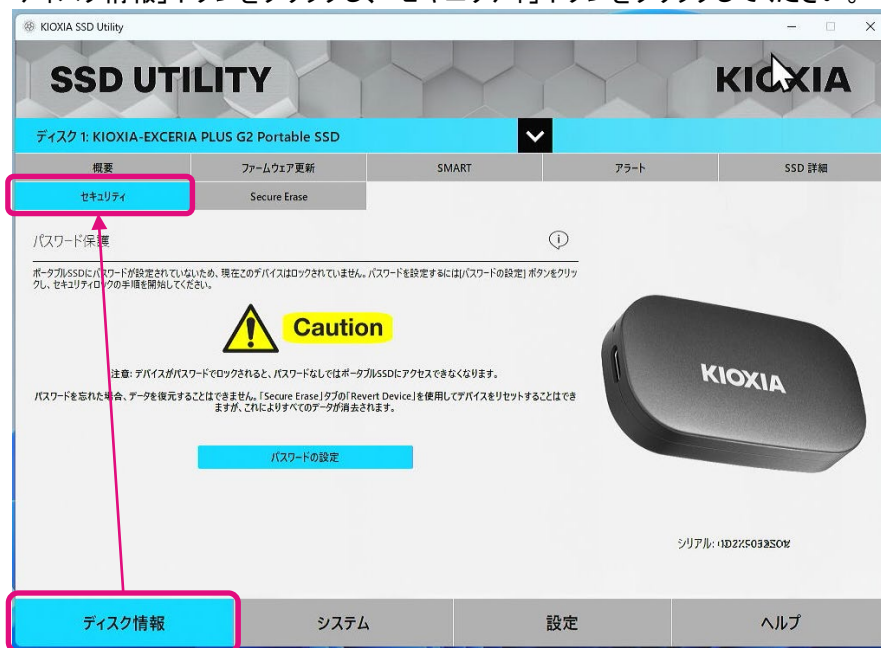 ディスク情報」ボタンをクリックし、「セキュリティ」ボタンをクリックしてください。
KIOXIA SSD Utility
SSD UTILITY
KIOXIA
ディスク 1: KIOXIA-EXCERIA PLUS G2 Portable SSD
概要 ファームウェア更新 SMART アラート SSD 詳細
セキュリティ Secure Erase
パスワード保護
ポータブルSSDにパスワードが設定されていないため、現在このデバイスはロックされていません。パスワードを設定するには[パスワードの設定] ボタンをクリッ
クし、セキュリティロックの手順を開始してください。
Caution
注意: デバイスがパスワードでロックされると、パスワードなしではポータブルSSDにアクセスできなくなります。
パスワードを忘れた場合、データを復元することはできません。「Secure Erase」タブの「Revert Device」を使用してデバイスをリセットすることはでき
ますが、これによりすべてのデータが消去されます。
パスワードの設定
KIOXIA
シリアル:
ディスク情報 システム 設定 ヘルプ